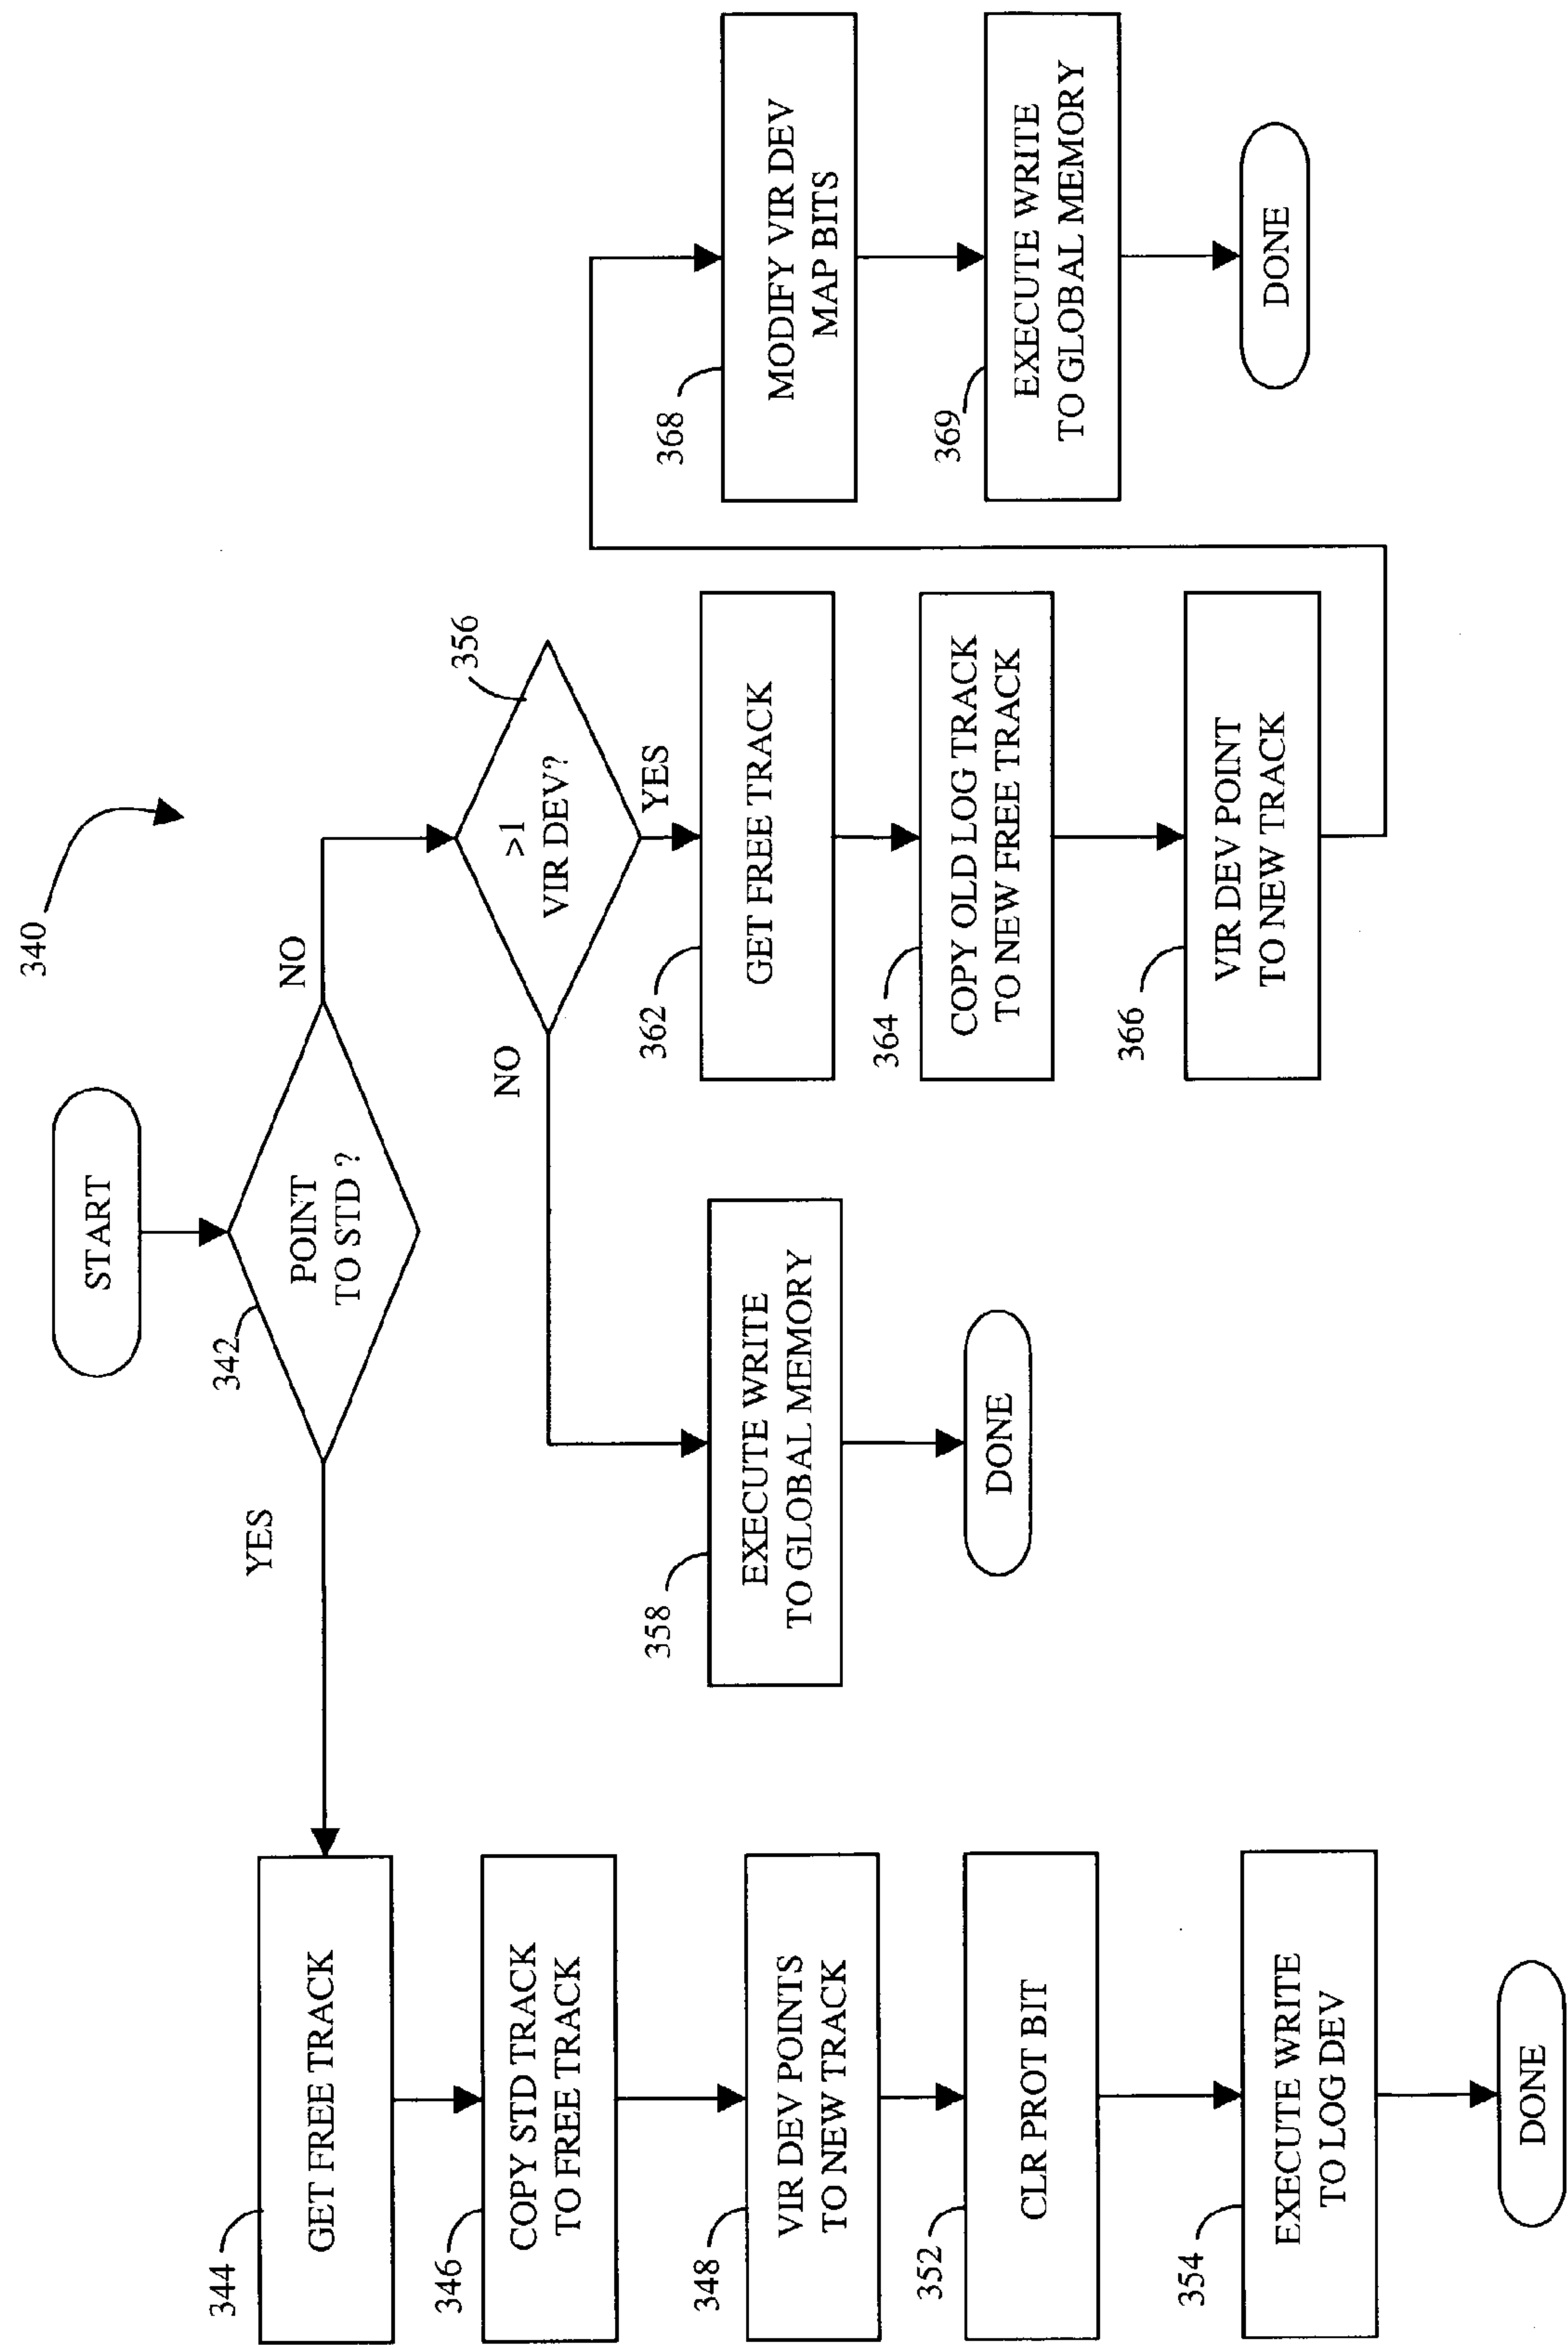 340
START
342
POINT
TO STD ?
YES
NO
344
GET FREE TRACK
346
COPY STD TRACK
TO FREE TRACK
348
VIR DEV POINTS
TO NEW TRACK
352
CLR PROT BIT
354
EXECUTE WRITE
TO LOG DEV
DONE
356
>1
VIR DEV?
NO
YES
358
EXECUTE WRITE
TO GLOBAL MEMORY
DONE
362
GET FREE TRACK
364
COPY OLD LOG TRACK
TO NEW FREE TRACK
366
VIR DEV POINT
TO NEW TRACK
368
MODIFY VIR DEV
MAP BITS
369
EXECUTE WRITE
TO GLOBAL MEMORY
DONE